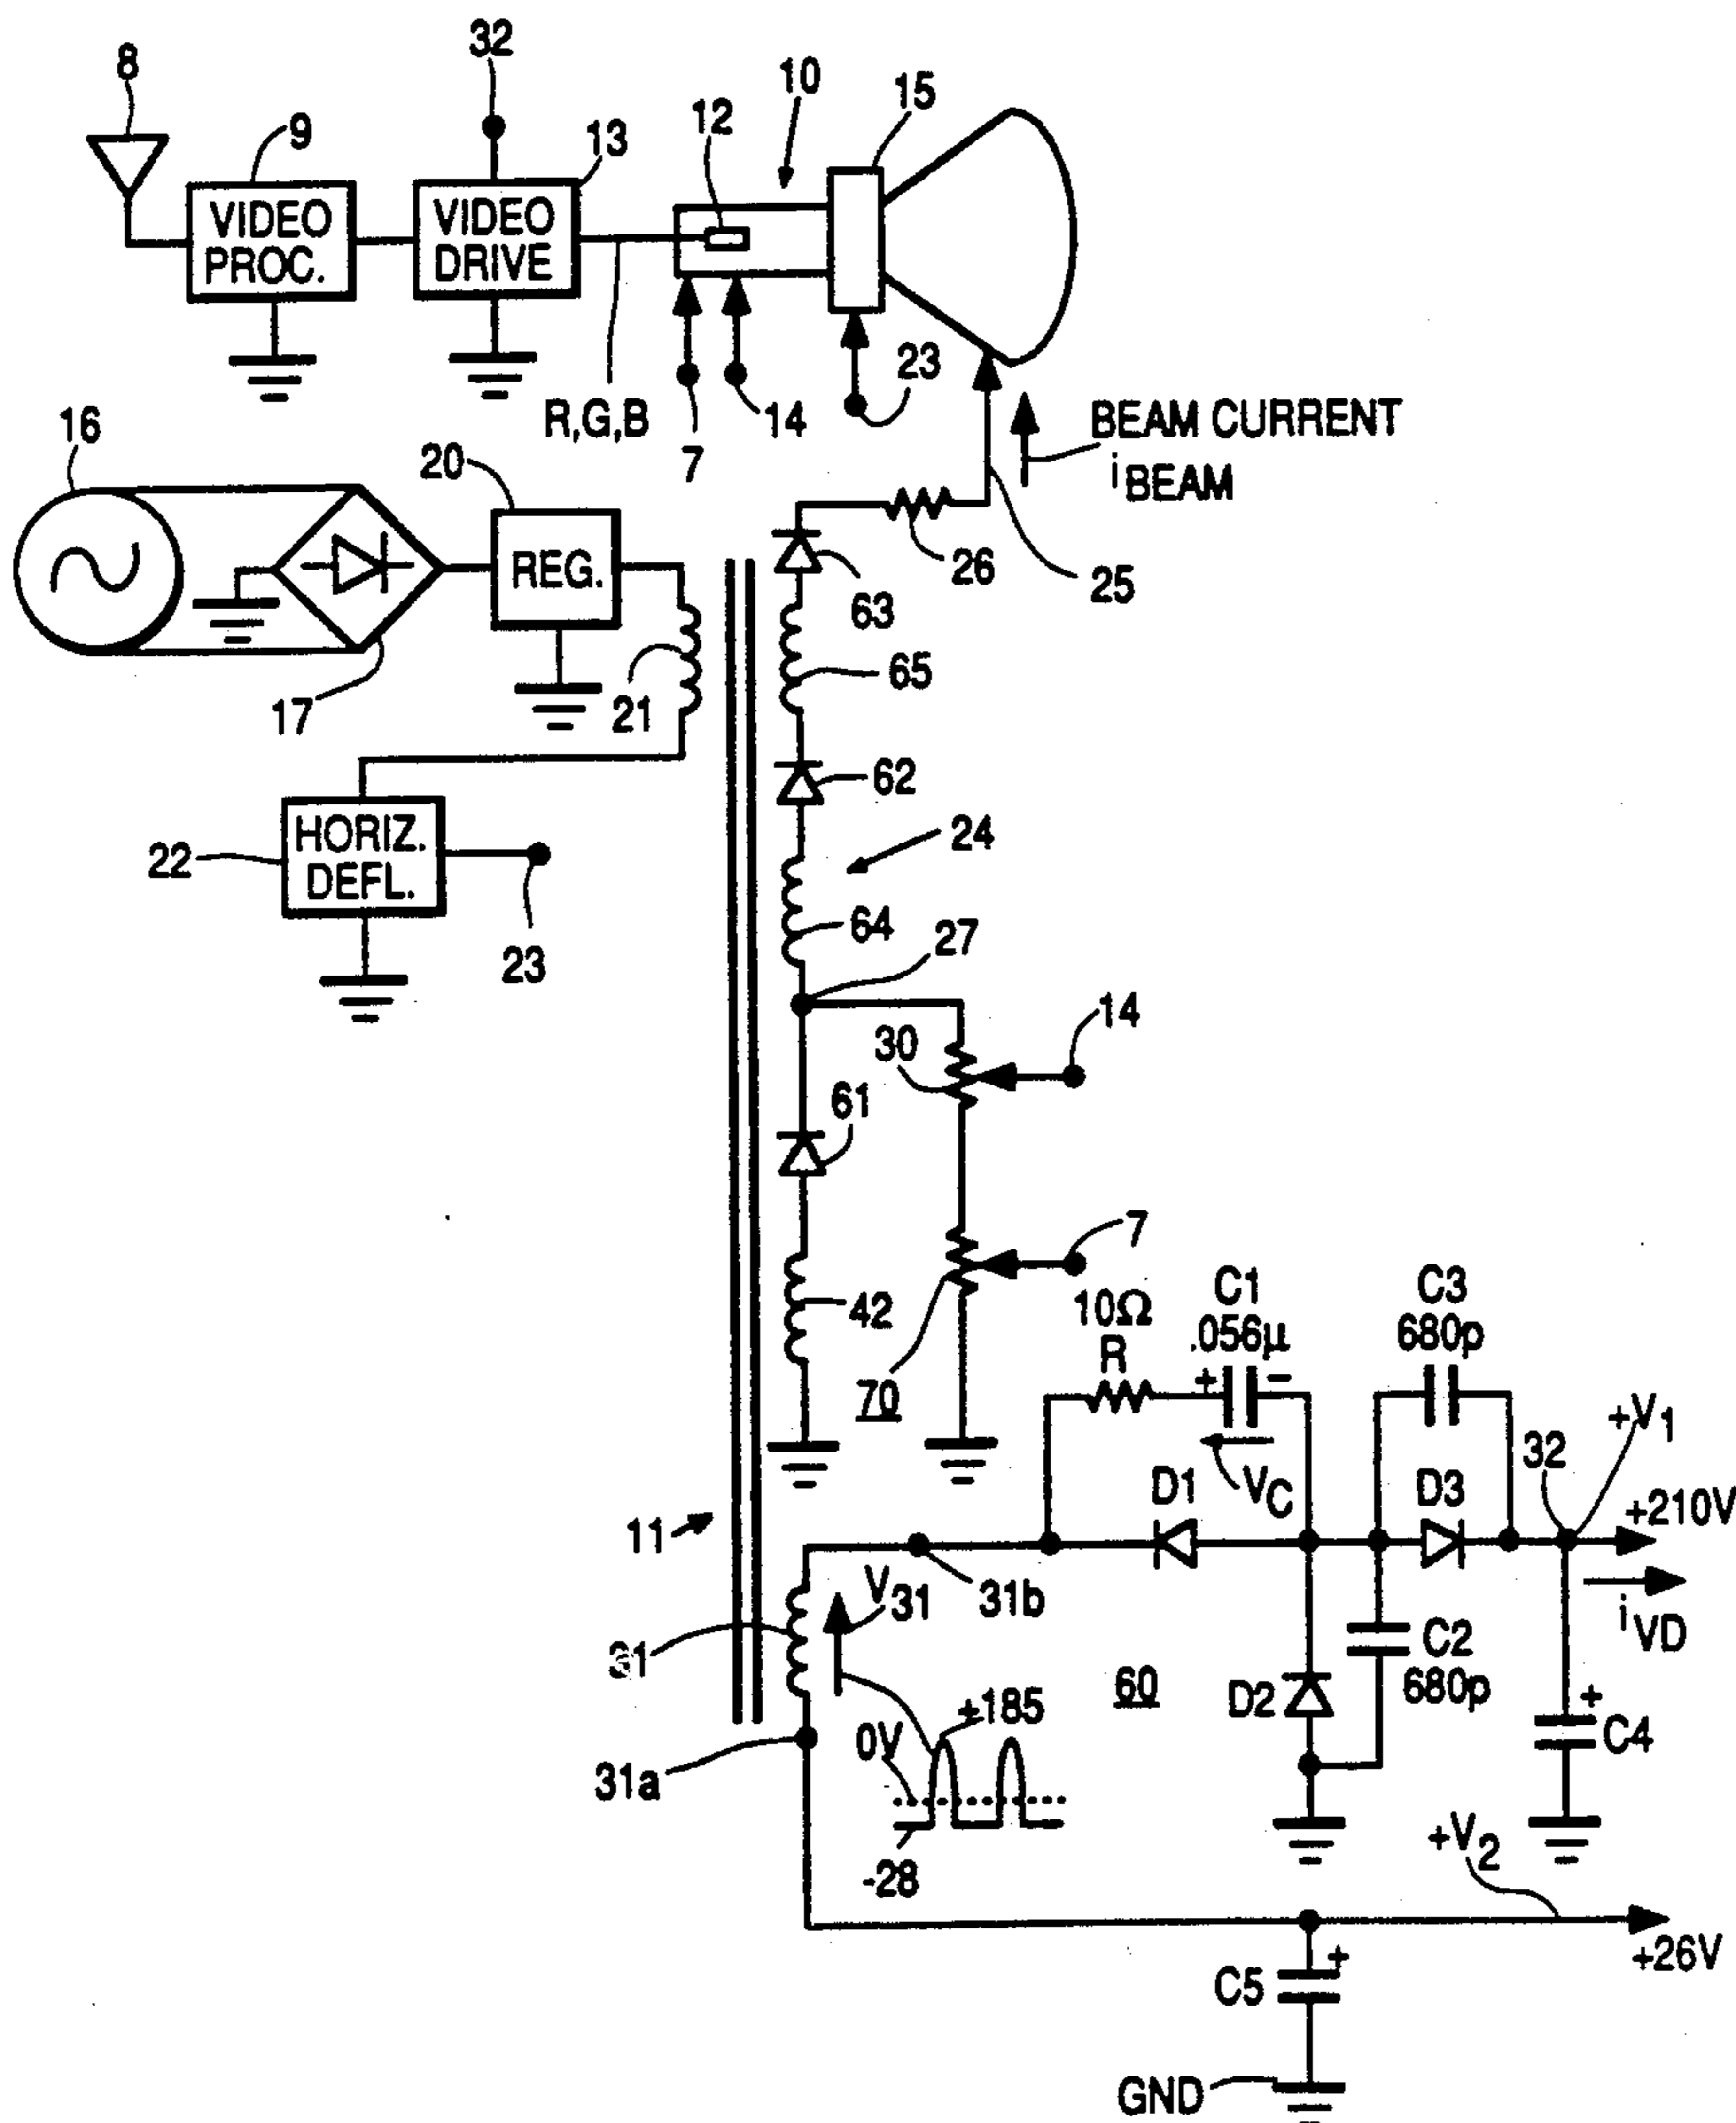 8
32
10
15
9
12
13
VIDEO
PROC.
VIDEO
DRIVE
23
R,G,B
7
14
BEAM CURRENT
i BEAM
16
20
REG.
26
25
63
17
21
65
62
HORIZ.
DEFL.
22
24
64
23
27
14
30
61
7
42
70
10Ω
R
C1
.056µ
+ −
C3
680p
VC
32
+V1
D1
D3
+210V
11
31b
iVD
V31
31
60
C2
680p
D2
+
C4
0V
±185
31a
-28
+V2
+26V
+
C5
GND